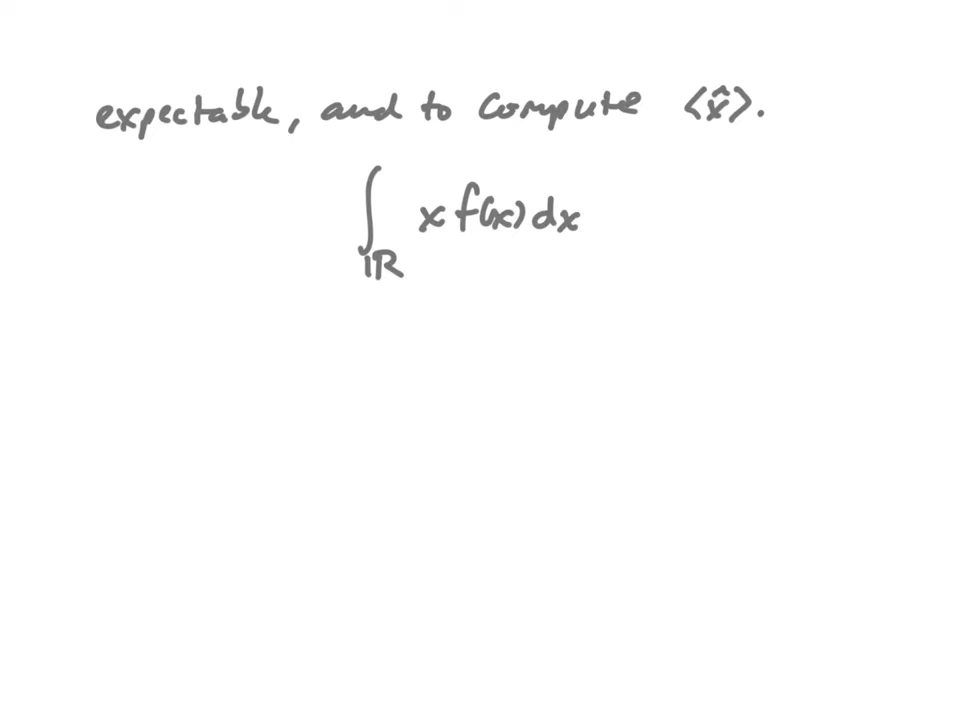 expectable, and to compute ⟨x̂⟩.
∫_ℝ x f(x) dx